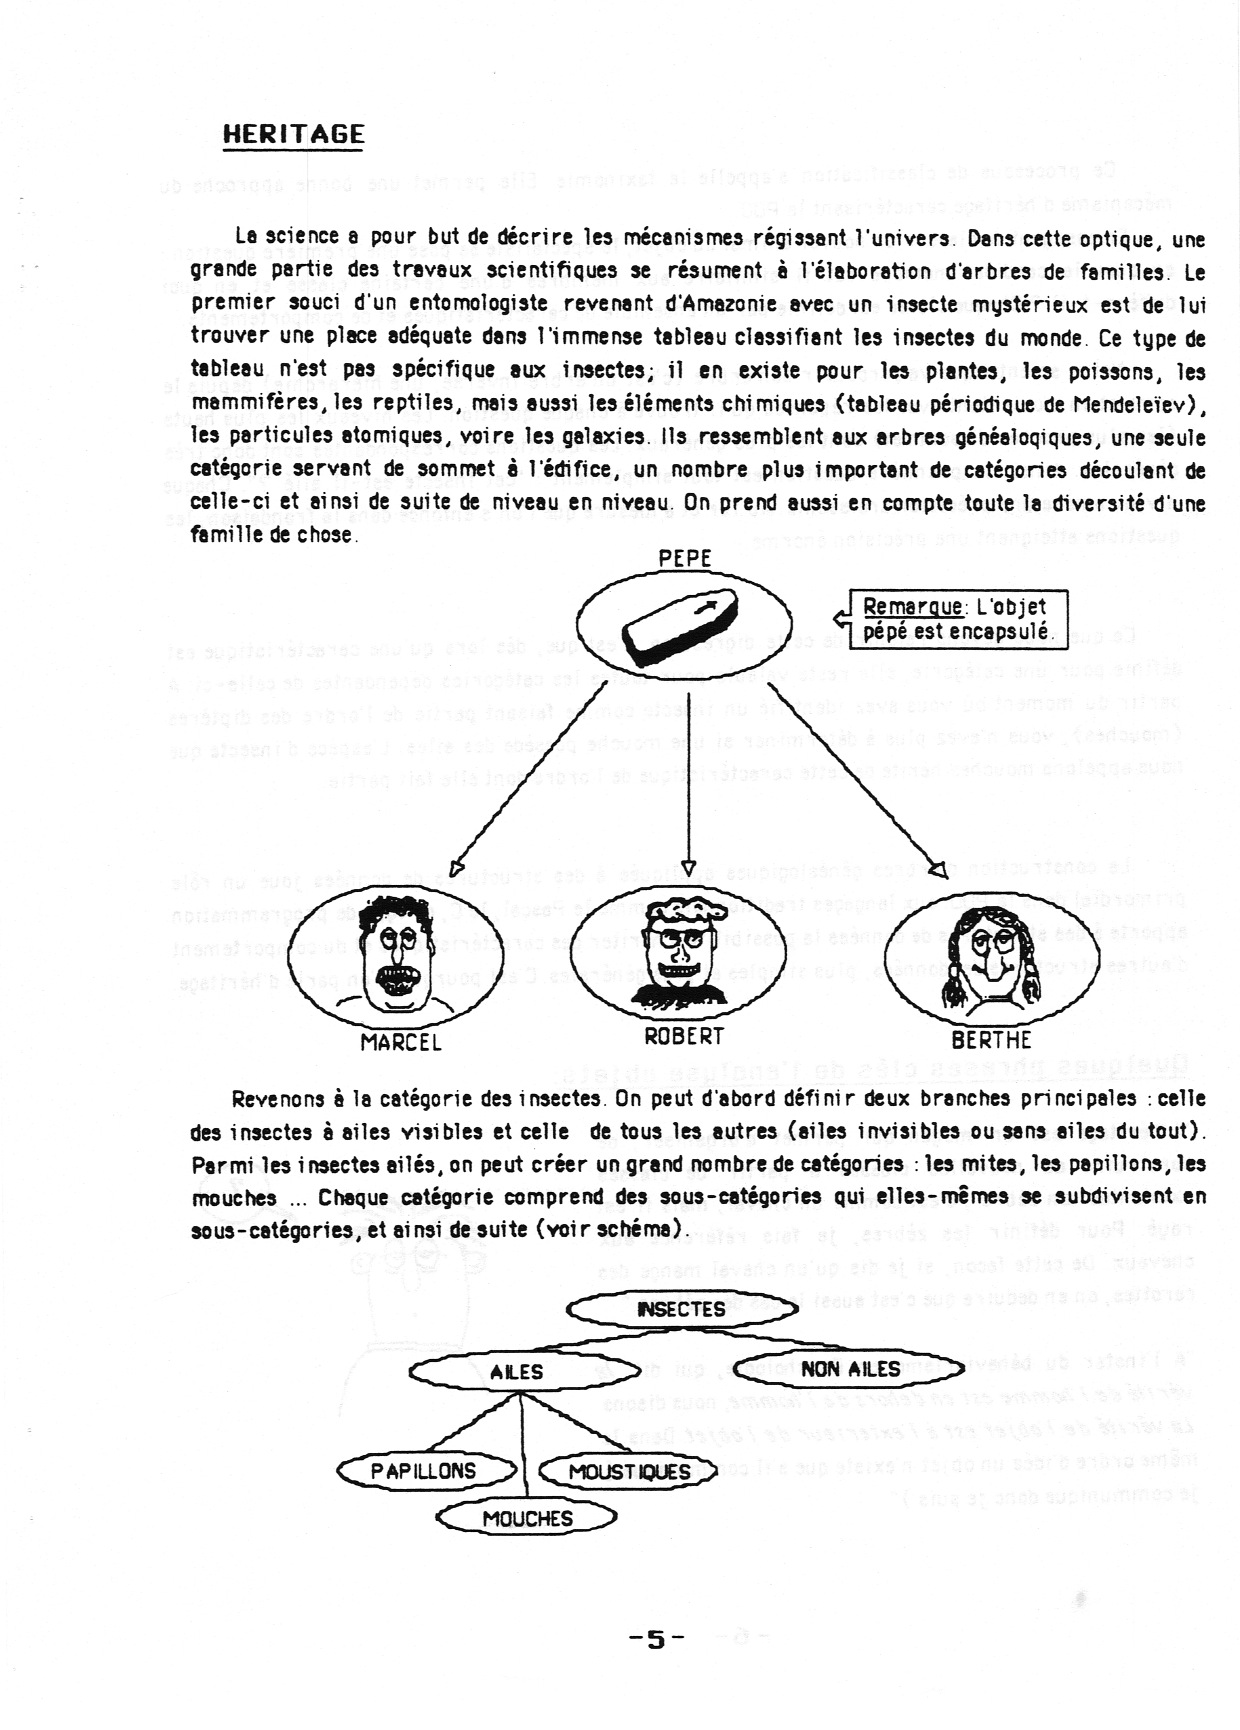 HERITAGE
La science a pour but de décrire les mécanismes régissant l'univers. Dans cette optique, une
grande partie des travaux scientifiques se résument à l'élaboration d'arbres de familles. Le
premier souci d'un entomologiste revenant d'Amazonie avec un insecte mystérieux est de lui
trouver une place adéquate dans l'immense tableau classifiant les insectes du monde. Ce type de
tableau n'est pas spécifique aux insectes; il en existe pour les plantes, les poissons, les
mammifères, les reptiles, mais aussi les éléments chimiques (tableau périodique de Mendeleïev),
les particules atomiques, voire les galaxies. Ils ressemblent aux arbres généalogiques, une seule
catégorie servant de sommet à l'édifice, un nombre plus important de catégories découlant de
celle-ci et ainsi de suite de niveau en niveau. On prend aussi en compte toute la diversité d'une
famille de chose.
PEPE
Remarque: L'objet
pépé est encapsulé.
MARCEL
ROBERT
BERTHE
Revenons à la catégorie des insectes. On peut d'abord définir deux branches principales : celle
des insectes à ailes visibles et celle de tous les autres (ailes invisibles ou sans ailes du tout).
Parmi les insectes ailés, on peut créer un grand nombre de catégories : les mites, les papillons, les
mouches ... Chaque catégorie comprend des sous-catégories qui elles-mêmes se subdivisent en
sous-catégories, et ainsi de suite (voir schéma).
INSECTES
AILES
NON AILES
PAPILLONS
MOUSTIQUES
MOUCHES
-5-